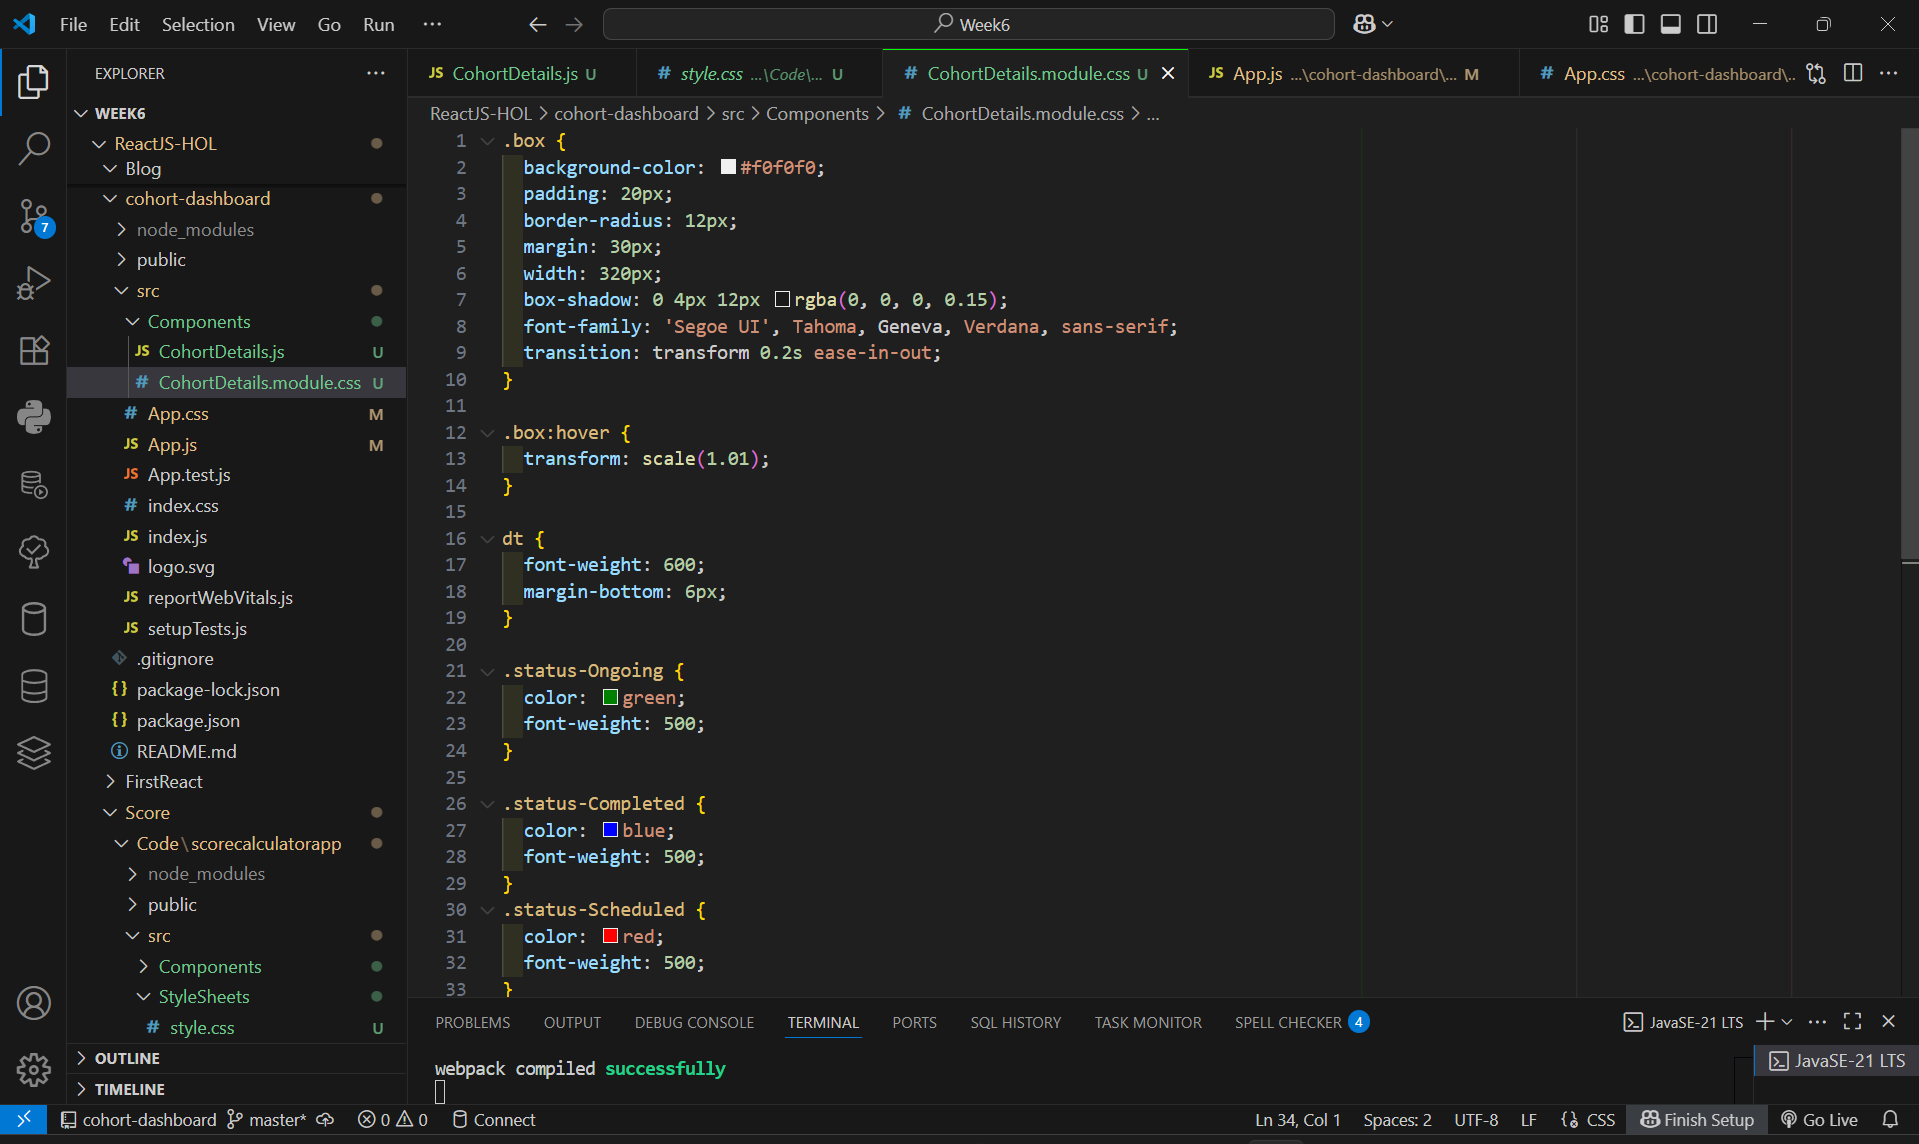 File Edit Selection View Go Run ··· Week6
EXPLORER ···
WEEK6
ReactJS-HOL
Blog
cohort-dashboard
node_modules
public
src
Components
JS CohortDetails.js U
# CohortDetails.module.css U
# App.css M
JS App.js M
JS App.test.js
# index.css
JS index.js
logo.svg
JS reportWebVitals.js
JS setupTests.js
.gitignore
{} package-lock.json
{} package.json
README.md
FirstReact
Score
Code\scorecalculatorapp
node_modules
public
src
Components
StyleSheets
# style.css U
OUTLINE
TIMELINE
7
JS CohortDetails.js U # style.css ...\Code\... U # CohortDetails.module.css U JS App.js ...\cohort-dashboard\... M # App.css ...\cohort-dashboard\..
ReactJS-HOL > cohort-dashboard > src > Components > # CohortDetails.module.css > ...
1 .box {
2 background-color: #f0f0f0;
3 padding: 20px;
4 border-radius: 12px;
5 margin: 30px;
6 width: 320px;
7 box-shadow: 0 4px 12px rgba(0, 0, 0, 0.15);
8 font-family: 'Segoe UI', Tahoma, Geneva, Verdana, sans-serif;
9 transition: transform 0.2s ease-in-out;
10 }
11
12 .box:hover {
13 transform: scale(1.01);
14 }
15
16 dt {
17 font-weight: 600;
18 margin-bottom: 6px;
19 }
20
21 .status-Ongoing {
22 color: green;
23 font-weight: 500;
24 }
25
26 .status-Completed {
27 color: blue;
28 font-weight: 500;
29 }
30 .status-Scheduled {
31 color: red;
32 font-weight: 500;
33 }
PROBLEMS OUTPUT DEBUG CONSOLE TERMINAL PORTS SQL HISTORY TASK MONITOR SPELL CHECKER 4 JavaSE-21 LTS
webpack compiled successfully
JavaSE-21 LTS
cohort-dashboard master* 0 0 Connect Ln 34, Col 1 Spaces: 2 UTF-8 LF {} CSS Finish Setup Go Live